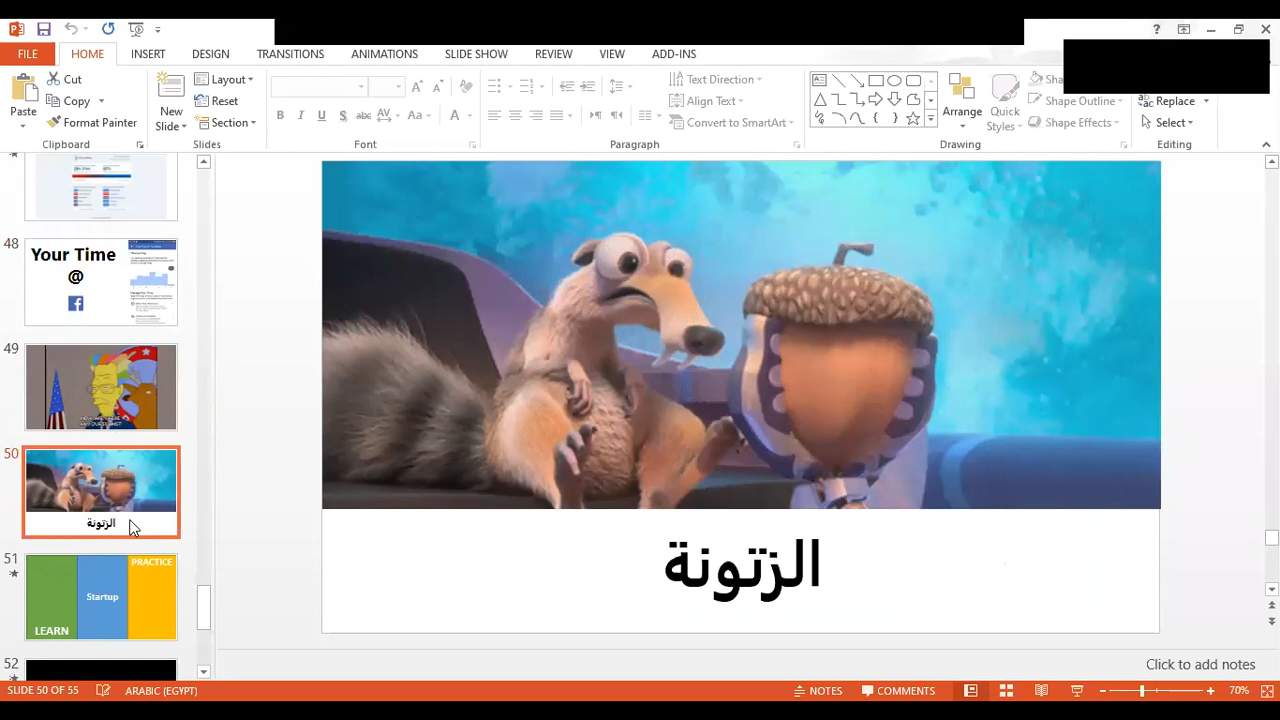 FILE
HOME
INSERT
DESIGN
TRANSITIONS
ANIMATIONS
SLIDE SHOW
REVIEW
VIEW
ADD-INS
Paste
Cut
Copy
Format Painter
Clipboard
New
Slide
Layout
Reset
Section
Slides
Font
Text Direction
Align Text
Convert to SmartArt
Paragraph
Arrange
Quick
Styles
Shape Outline
Shape Effects
Drawing
Replace
Select
Editing
48
Your Time
@
49
50
الزتونة
51
LEARN
Startup
PRACTICE
52
الزتونة
Click to add notes
SLIDE 50 OF 55
ARABIC (EGYPT)
NOTES
COMMENTS
70%